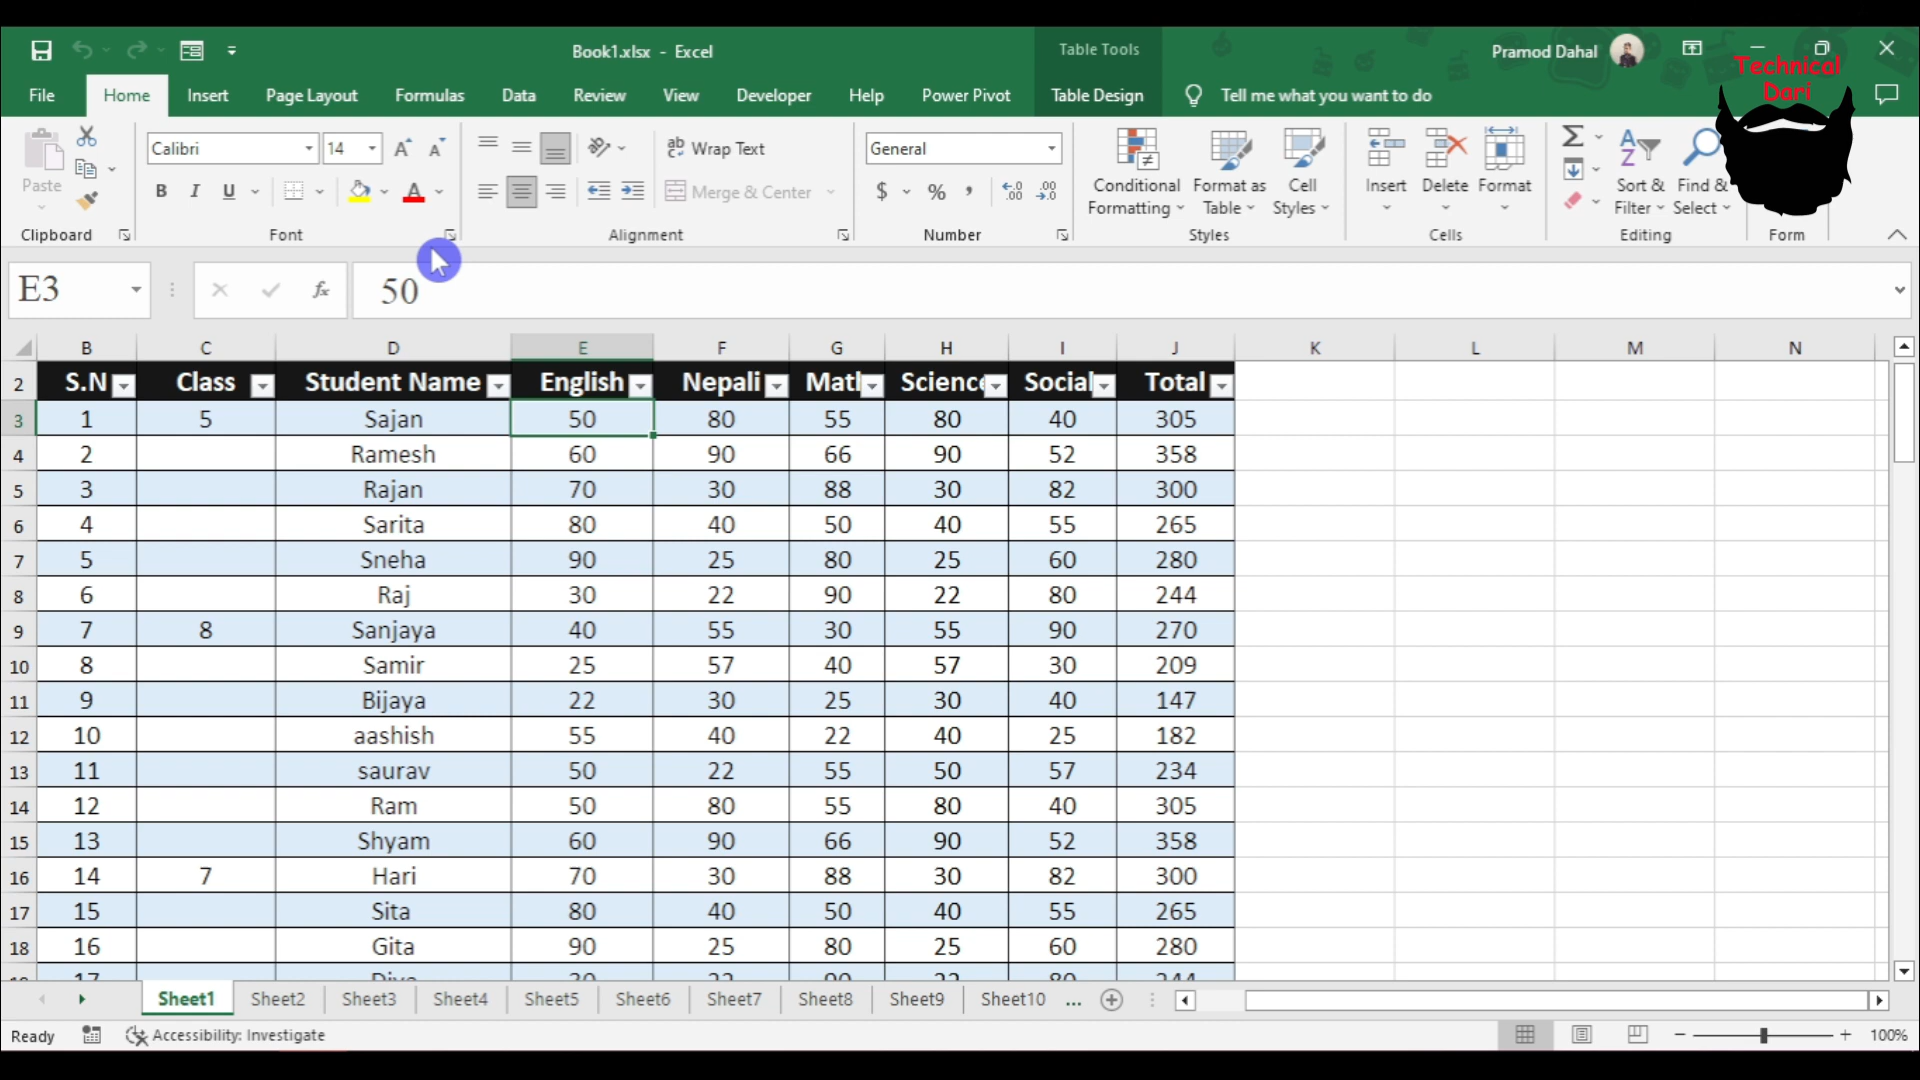 Book1.xlsx - Excel
Table Tools
Pramod Dahal
Technical
Dari
File Home Insert Page Layout Formulas Data Review View Developer Help Power Pivot Table Design Tell me what you want to do
Calibri 14
Wrap Text
General
Paste
B I U
Merge & Center
$ % ,
Conditional Formatting
Format as Table
Cell Styles
Insert Delete Format
Sort & Filter
Find & Select
Clipboard Font Alignment Number Styles Cells Editing Form
E3 fx 50
B C D E F G H I J K L M N
2 S.N Class Student Name English Nepali Science Social Total
3 1 5 Sajan 50 80 55 80 40 305
4 2 Ramesh 60 90 66 90 52 358
5 3 Rajan 70 30 88 30 82 300
6 4 Sarita 80 40 50 40 55 265
7 5 Sneha 90 25 80 25 60 280
8 6 Raj 30 22 90 22 80 244
9 7 8 Sanjaya 40 55 30 55 90 270
10 8 Samir 25 57 40 57 30 209
11 9 Bijaya 22 30 25 30 40 147
12 10 aashish 55 40 22 40 25 182
13 11 saurav 50 22 55 50 57 234
14 12 Ram 50 80 55 80 40 305
15 13 Shyam 60 90 66 90 52 358
16 14 7 Hari 70 30 88 30 82 300
17 15 Sita 80 40 50 40 55 265
18 16 Gita 90 25 80 25 60 280
Sheet1 Sheet2 Sheet3 Sheet4 Sheet5 Sheet6 Sheet7 Sheet8 Sheet9 Sheet10 ...
Ready Accessibility: Investigate 100%